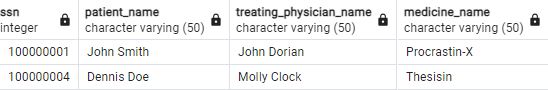 ssn patient_name treating_physician_name medicine_name
integer character varying (50) character varying (50) character varying (50)
100000001 John Smith John Dorian Procrastin-X
100000004 Dennis Doe Molly Clock Thesisin